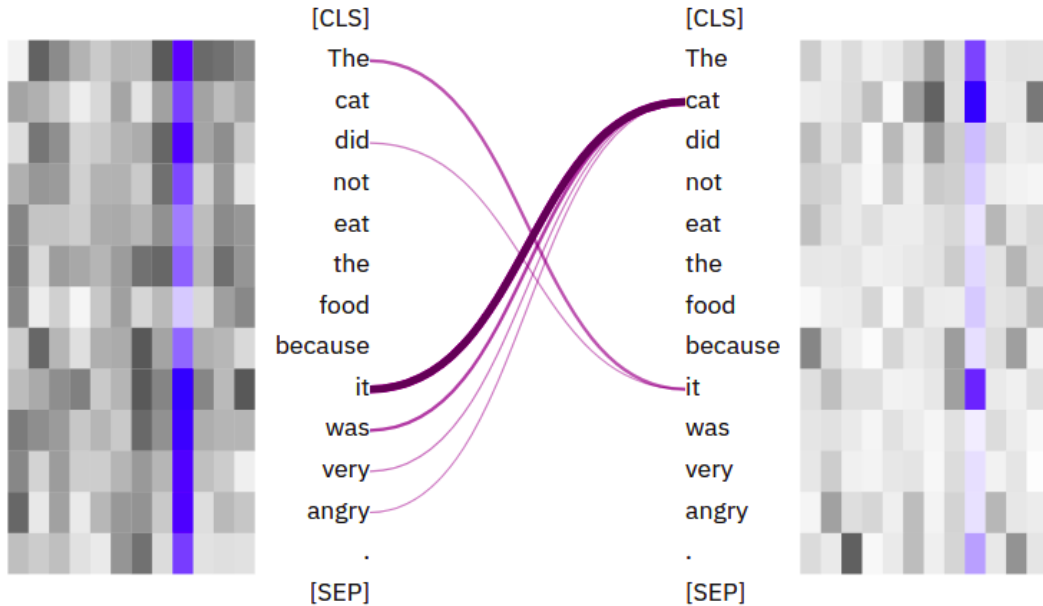 [CLS] [CLS]
The The
cat cat
did did
not not
eat eat
the the
food food
because because
it it
was was
very very
angry angry
. .
[SEP] [SEP]